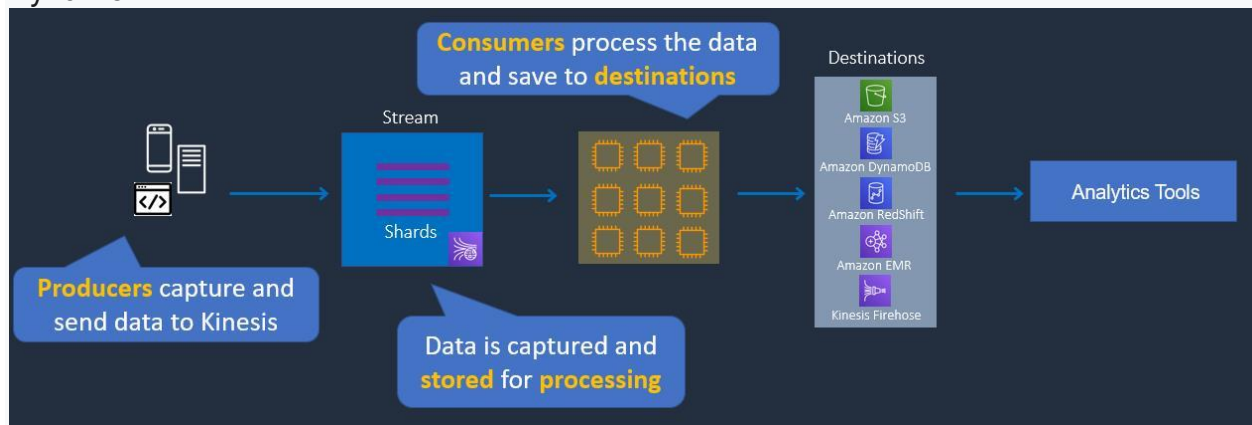 Consumers process the data
and save to destinations
Destinations
Amazon S3
Amazon DynamoDB
Amazon RedShift
Amazon EMR
Kinesis Firehose
Stream
Shards
</>
Analytics Tools
Producers capture and
send data to Kinesis
Data is captured and
stored for processing